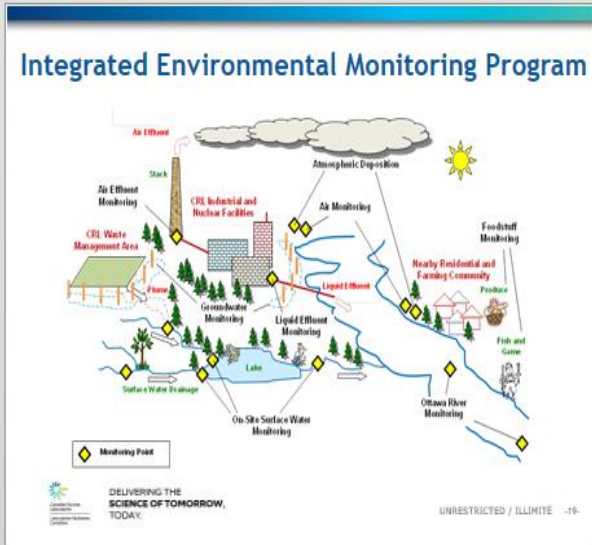 Integrated Environmental Monitoring Program
Air Effluent
Stack
Atmospheric Deposition
Air Effluent
Monitoring
CRL Industrial and
Nuclear Facilities
Air Monitoring
Foodstuff
Monitoring
CRL Waste
Management Area
Nearby Residential and
Farming Community
Produce
Plume
Liquid Effluent
Groundwater
Monitoring
Liquid Effluent
Monitoring
Fish and
Game
Lake
Surface Water Drainage
On-Site Surface Water
Monitoring
Ottawa River
Monitoring
Monitoring Point
DELIVERING THE
SCIENCE OF TOMORROW,
TODAY.
UNRESTRICTED / ILLIMITÉ -19-